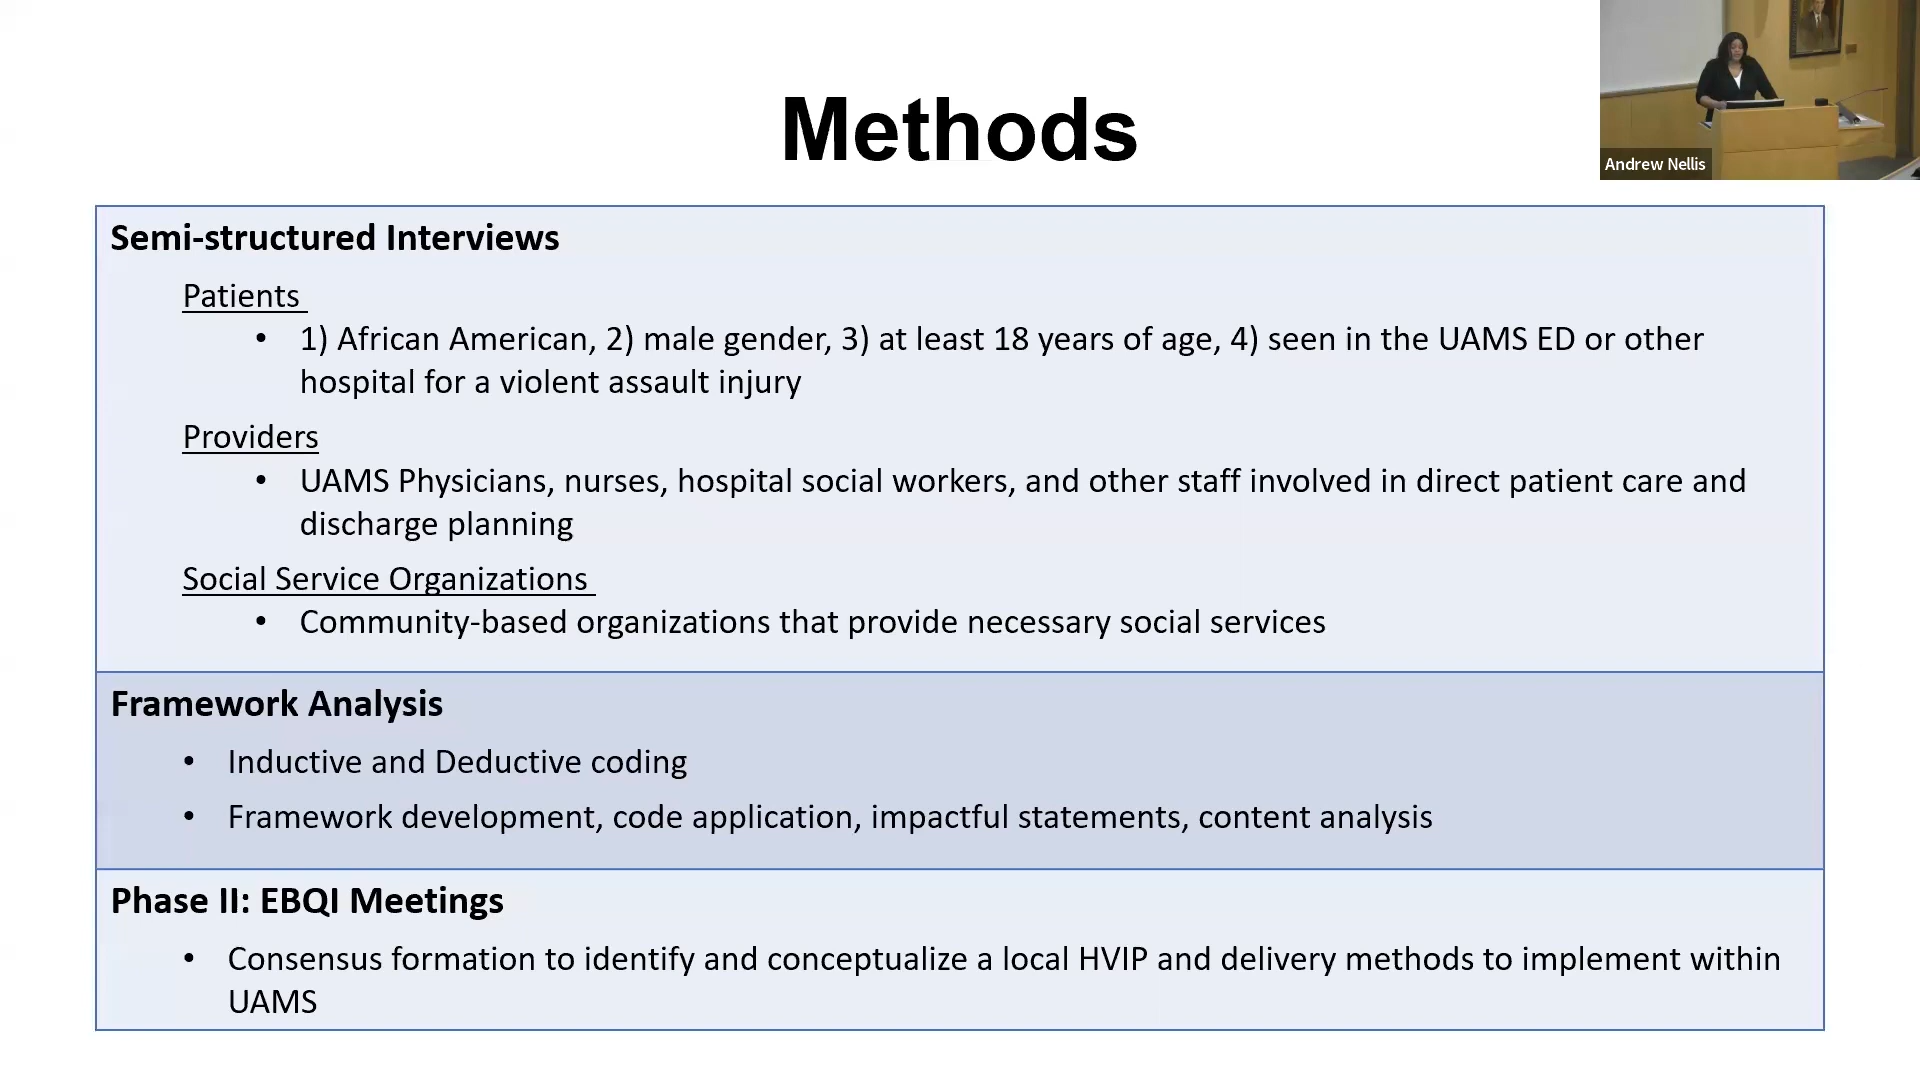 Methods
Andrew Nellis
Semi-structured Interviews
Patients
• 1) African American, 2) male gender, 3) at least 18 years of age, 4) seen in the UAMS ED or other
hospital for a violent assault injury
Providers
• UAMS Physicians, nurses, hospital social workers, and other staff involved in direct patient care and
discharge planning
Social Service Organizations
• Community-based organizations that provide necessary social services
Framework Analysis
• Inductive and Deductive coding
• Framework development, code application, impactful statements, content analysis
Phase II: EBQI Meetings
• Consensus formation to identify and conceptualize a local HVIP and delivery methods to implement within
UAMS